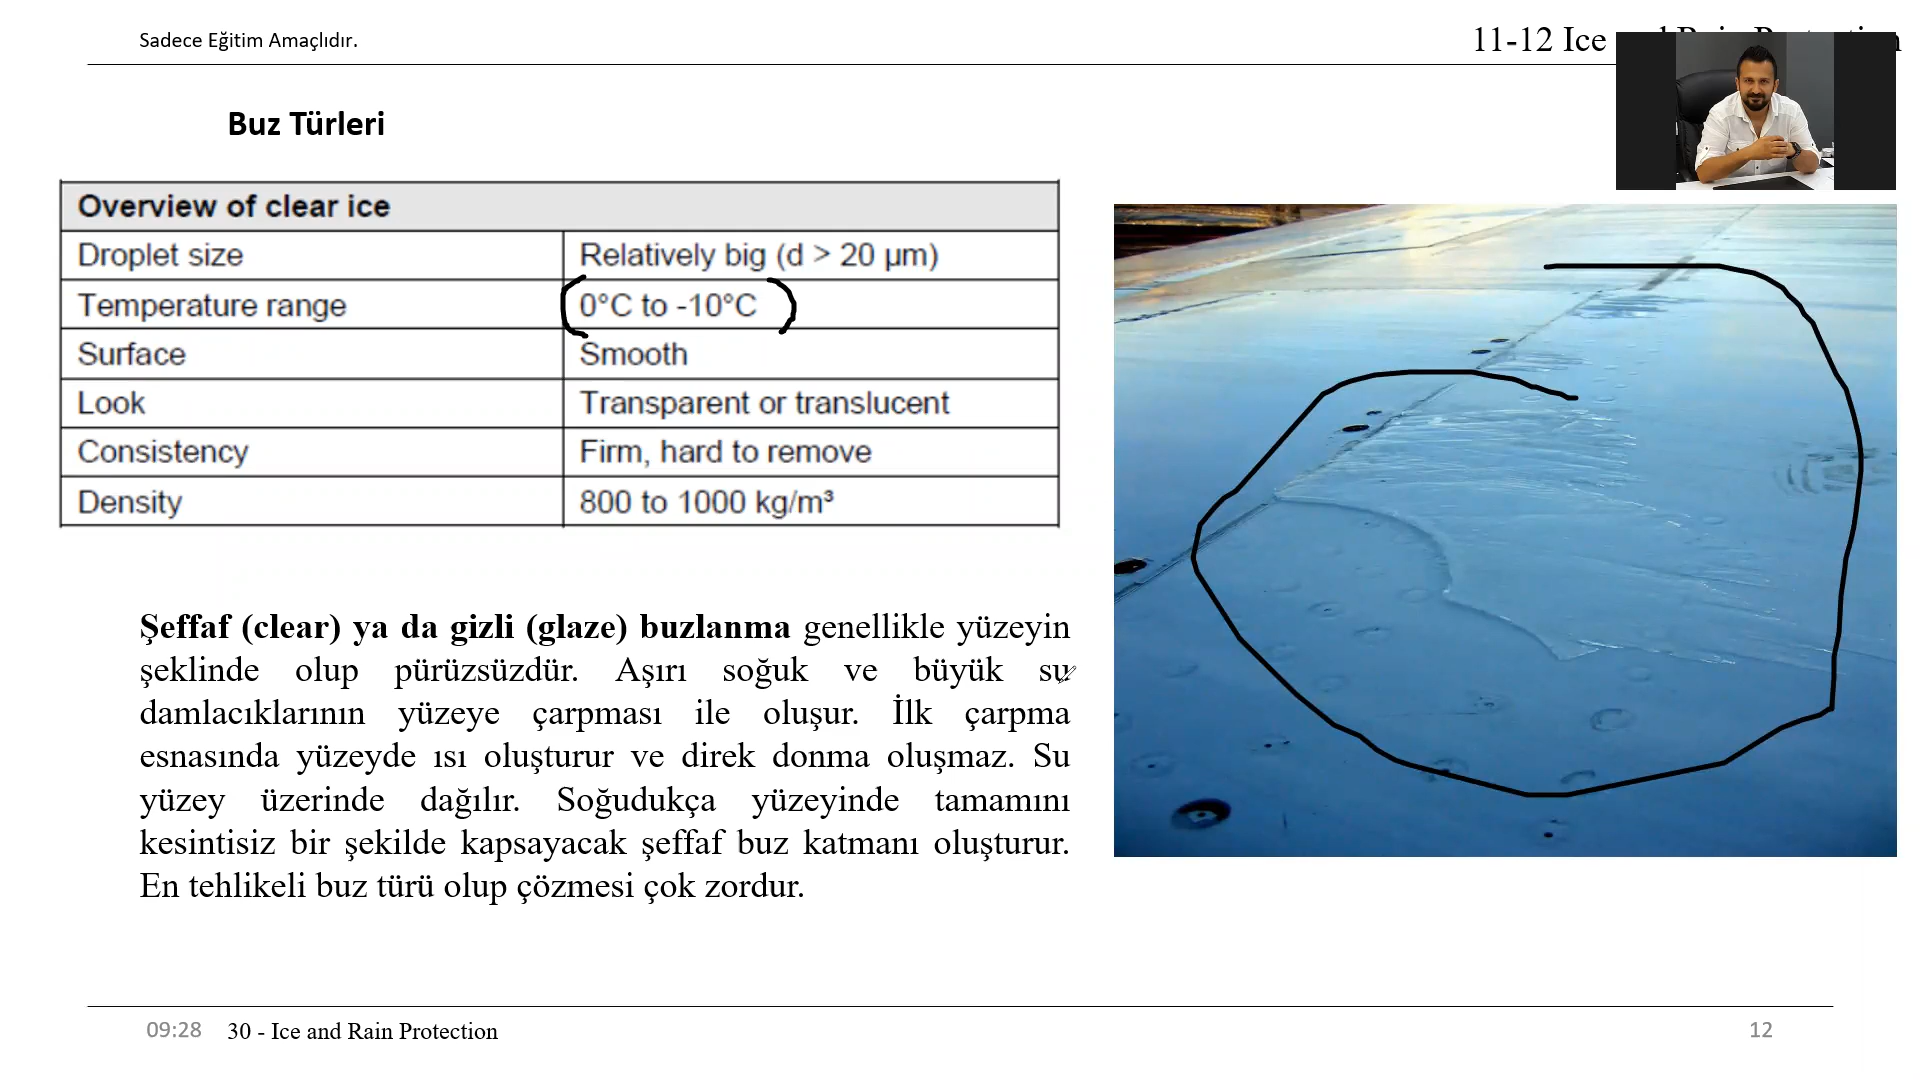 Sadece Eğitim Amaçlıdır.
11-12 Ice
Buz Türleri
Overview of clear ice
Droplet size Relatively big (d > 20 µm)
Temperature range 0°C to -10°C
Surface Smooth
Look Transparent or translucent
Consistency Firm, hard to remove
Density 800 to 1000 kg/m³
Şeffaf (clear) ya da gizli (glaze) buzlanma genellikle yüzeyin
şeklinde olup pürüzsüzdür. Aşırı soğuk ve büyük su
damlacıklarının yüzeye çarpması ile oluşur. İlk çarpma
esnasında yüzeyde ısı oluşturur ve direk donma oluşmaz. Su
yüzey üzerinde dağılır. Soğudukça yüzeyinde tamamını
kesintisiz bir şekilde kapsayacak şeffaf buz katmanı oluşturur.
En tehlikeli buz türü olup çözmesi çok zordur.
09:28 30 - Ice and Rain Protection 12